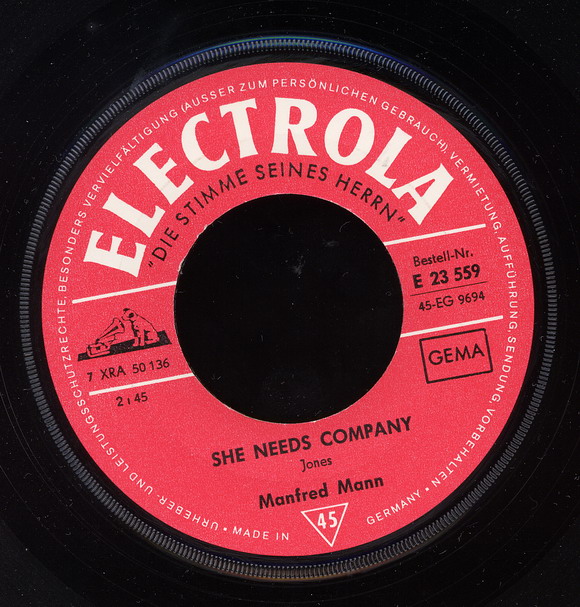 URHEBER- UND LEISTUNGSSCHUTZRECHTE, BESONDERS VERVIELFÄLTIGUNG (AUSSER ZUM PERSÖNLICHEN GEBRAUCH), VERMIETUNG, AUFFÜHRUNG, SENDUNG VORBEHALTEN • GERMANY
ELECTROLA
„DIE STIMME SEINES HERRN“
Bestell-Nr.
E 23 559
45-EG 9694
7 XRA 50 136
GEMA
2 i 45
SHE NEEDS COMPANY
Jones
Manfred Mann
45
• MADE IN